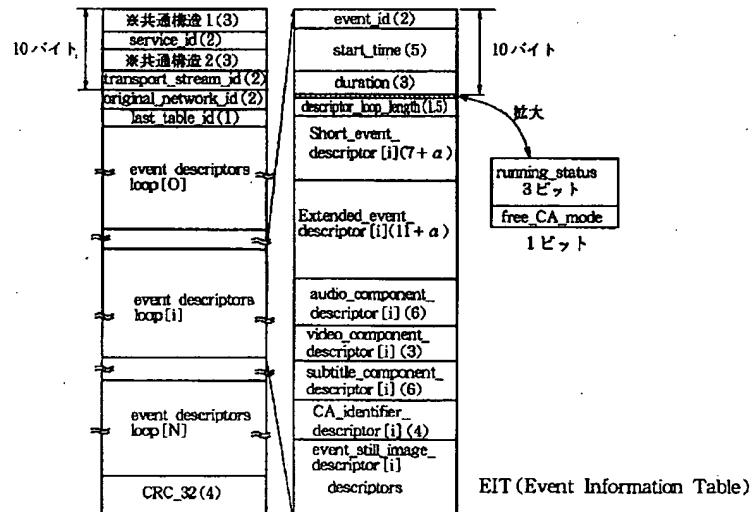 10バイト
※共通構造1(3)
service_id(2)
※共通構造2(3)
transport_stream_id(2)
original_network_id(2)
last_table_id(1)
event descriptors
loop[O]
event descriptors
loop[i]
event descriptors
loop[N]
CRC_32(4)
event_id(2)
start_time(5)
duration(3)
descriptor_loop_length(1.5)
Short_event_
descriptor[i](7+α)
Extended_event_
descriptor[i](11+α)
audio_component_
descriptor[i](6)
video_component_
descriptor[i](3)
subtitle_component_
descriptor[i](6)
CA_identifier_
descriptor[i](4)
event_still_image_
descriptor[i]
descriptors
10バイト
拡大
running_status
3ビット
free_CA_mode
1ビット
EIT(Event Information Table)